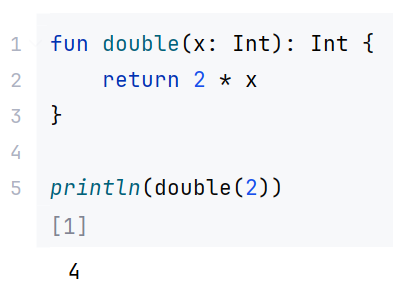 1 fun double(x: Int): Int {
2     return 2 * x
3 }
4
5 println(double(2))
[1]
4